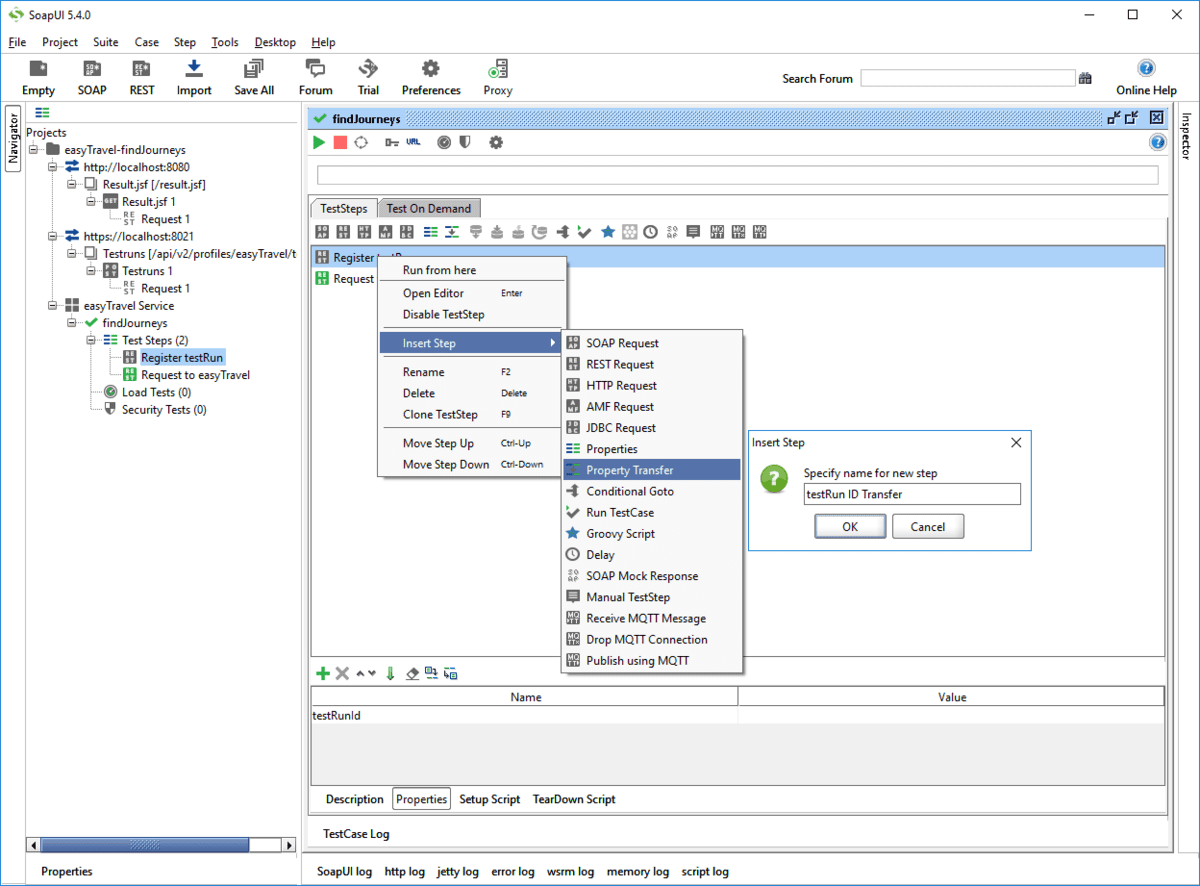 SoapUI 5.4.0
File Project Suite Case Step Tools Desktop Help
Empty SOAP REST Import Save All Forum Trial Preferences Proxy Search Forum Online Help
Navigator
Projects
easyTravel-findJourneys
http://localhost:8080
Result.jsf [/result.jsf]
GET Result.jsf 1
REST Request 1
https://localhost:8021
Testruns [/api/v2/profiles/easyTravel/t
POST Testruns 1
REST Request 1
easyTravel Service
findJourneys
Test Steps (2)
REST Register testRun
REST Request to easyTravel
Load Tests (0)
Security Tests (0)
Properties
findJourneys
URL
TestSteps Test On Demand
Register
Request
Run from here
Open Editor Enter
Disable TestStep
Insert Step
Rename F2
Delete Delete
Clone TestStep F9
Move Step Up Ctrl-Up
Move Step Down Ctrl-Down
SOAP Request
REST Request
HTTP Request
AMF Request
JDBC Request
Properties
Property Transfer
Conditional Goto
Run TestCase
Groovy Script
Delay
SOAP Mock Response
Manual TestStep
Receive MQTT Message
Drop MQTT Connection
Publish using MQTT
Insert Step
Specify name for new step
testRun ID Transfer
OK Cancel
Name Value
testRunId
Description Properties Setup Script TearDown Script
TestCase Log
SoapUI log http log jetty log error log wsrm log memory log script log
Inspector